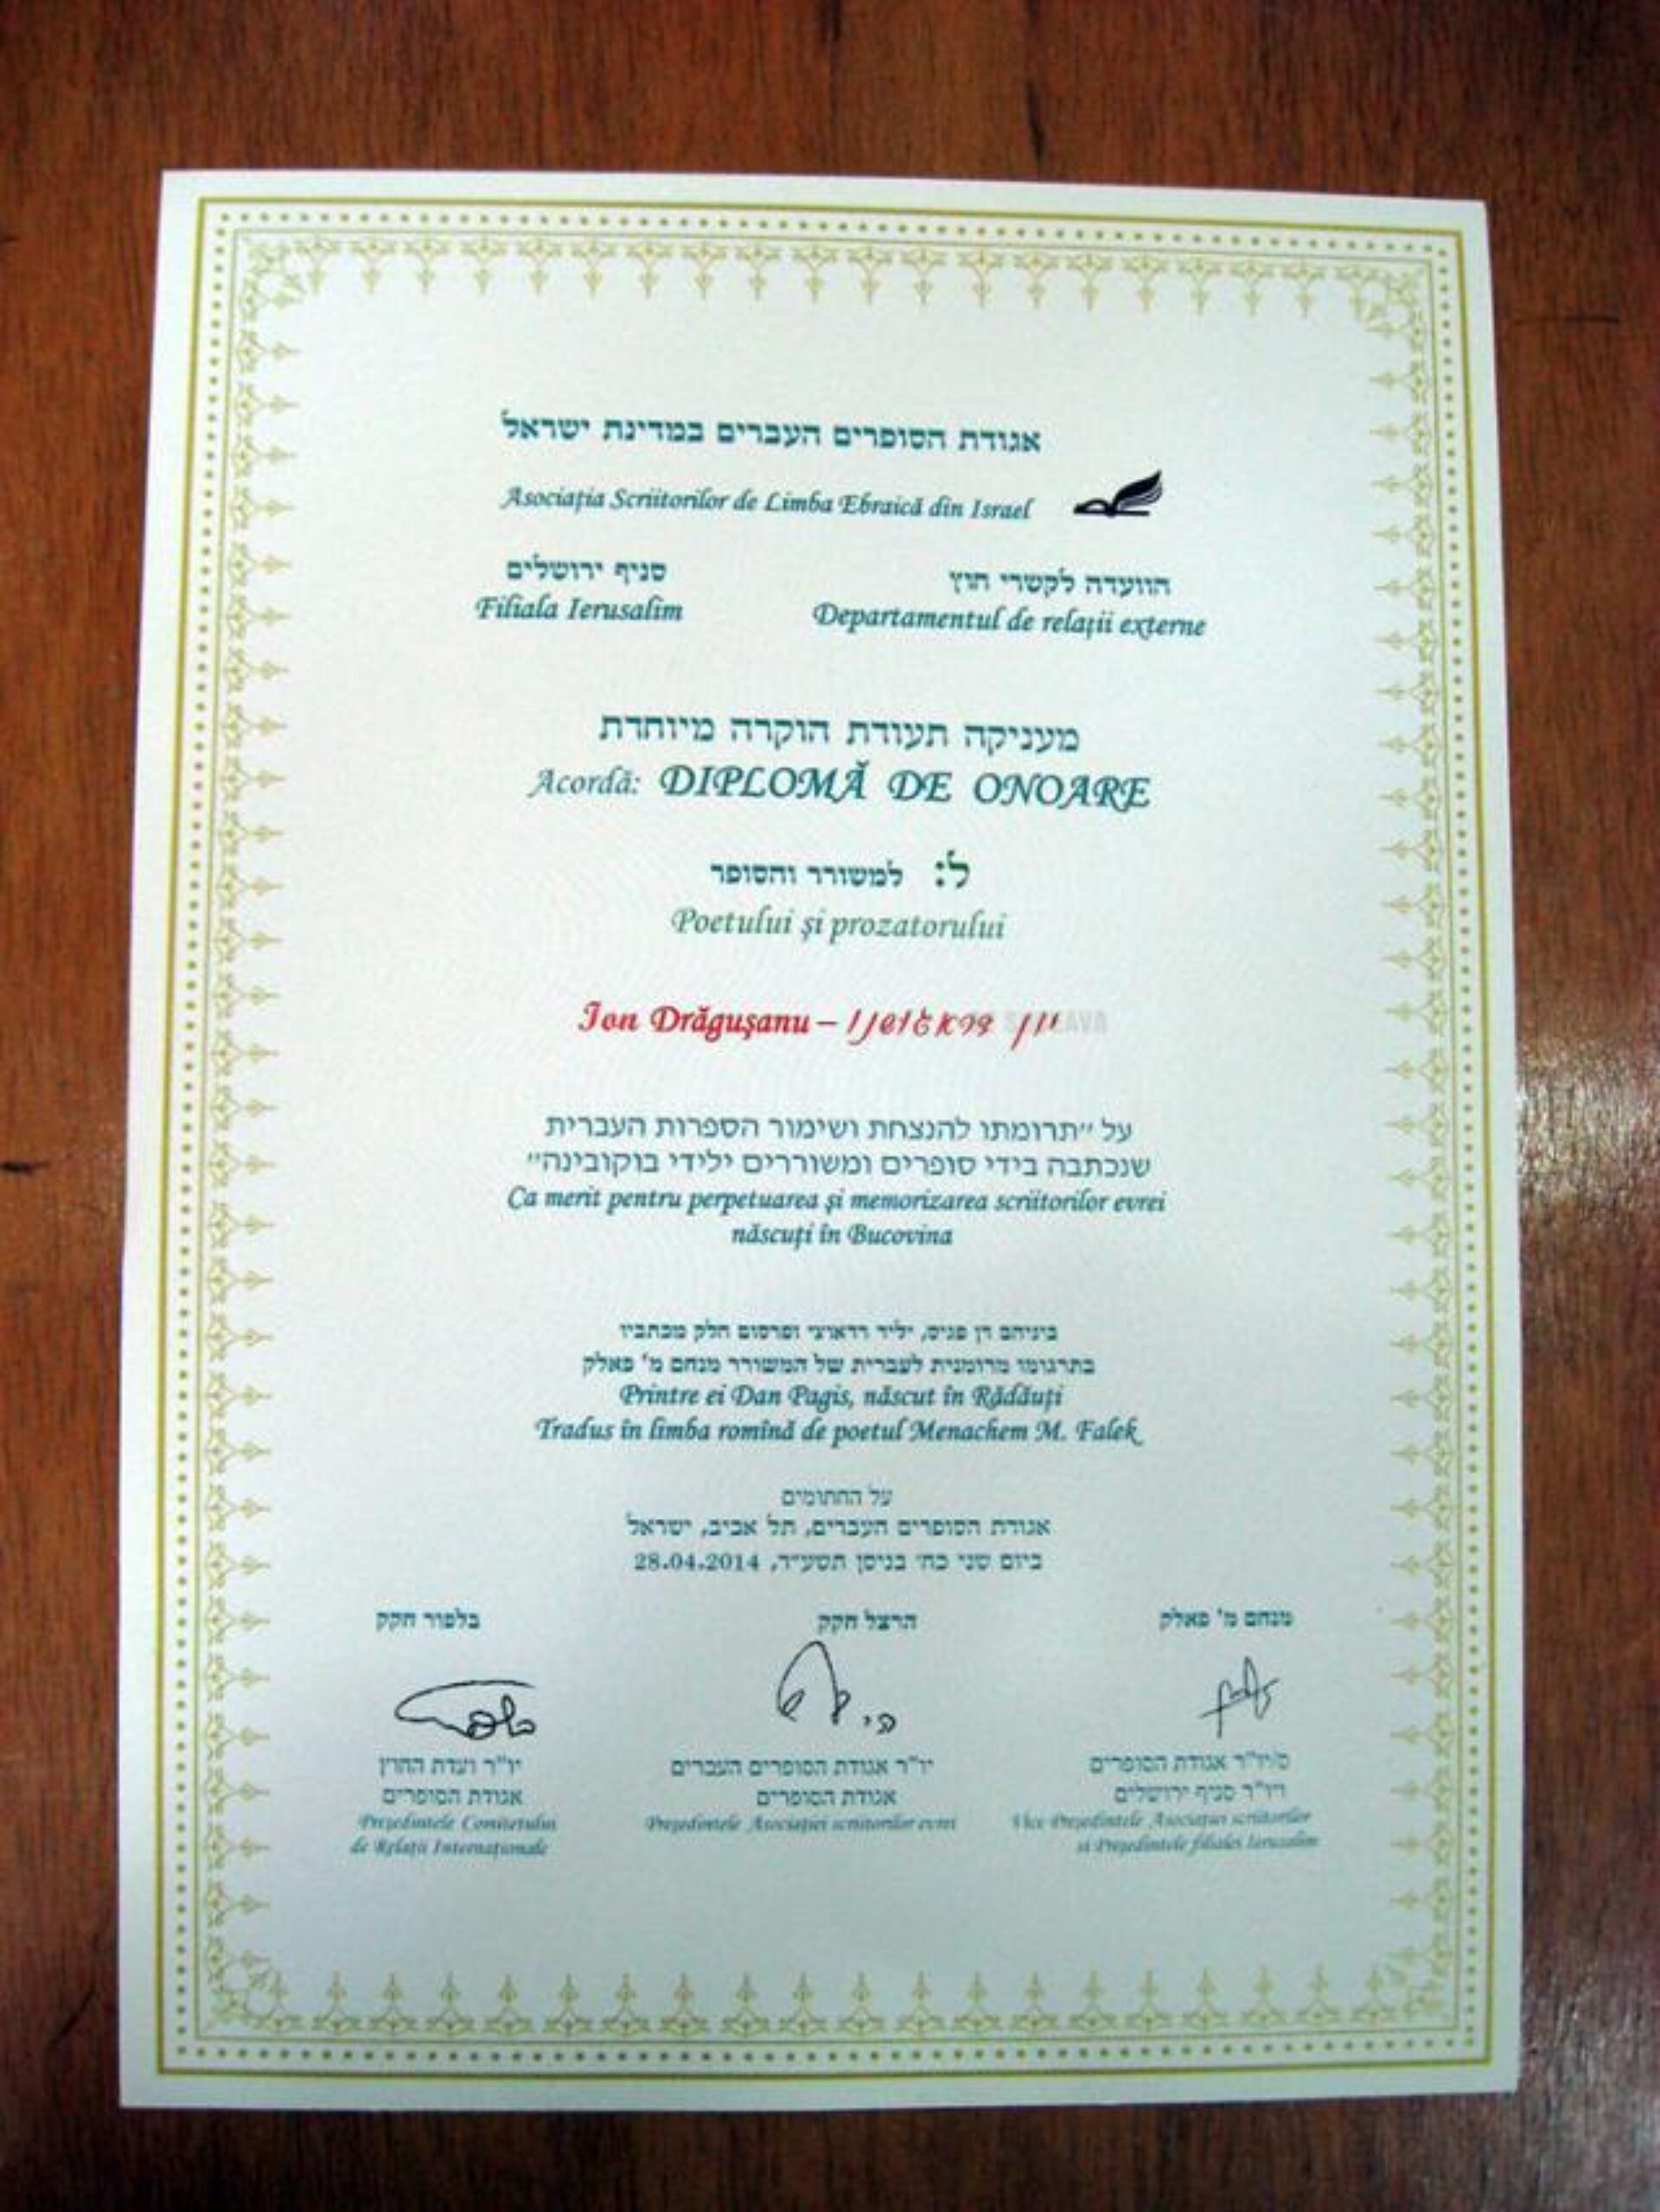 אגודת הסופרים העברים במדינת ישראל
Asociația Scriitorilor de Limba Ebraică din Israel
הוועדה לקשרי חוץ
Departamentul de relații externe
סניף ירושלים
Filiala Ierusalim
מעניקה תעודת הוקרה מיוחדת
Acordă: DIPLOMĂ DE ONOARE
ל: למשורר והסופר
Poetului și prozatorului
Ion Drăgușanu – יון דראגושנו
על "תרומתו להנצחת ושימור הספרות העברית
שנכתבה בידי סופרים ומשוררים ילידי בוקובינה"
Ca merit pentru perpetuarea și memorizarea scriitorilor evrei
născuți în Bucovina
ביניהם דן פגיס, יליד רדאוצי ופרסום חלק מכתביו
בתרגומו מרומנית לעברית של המשורר מנחם מ' פאלק
Printre ei Dan Pagis, născut în Rădăuți
Tradus în limba romînă de poetul Menachem M. Falek
על החתומים
אגודת הסופרים העברים, תל אביב, ישראל
ביום שני כח' בניסן תשע"ד, 28.04.2014
מנחם מ' פאלק
הרצל חקק
בלפור חקק
ס/יו"ר אגודת הסופרים
ויו"ר סניף ירושלים
Vice Președintele Asociației scriitorilor
si Președintele filialei Ierusalim
יו"ר אגודת הסופרים העברים
אגודת הסופרים
Președintele Asociației scriitorilor evrei
יו"ר ועדת החוץ
אגודת הסופרים
Președintele Comitetului
de Relații Internaționale